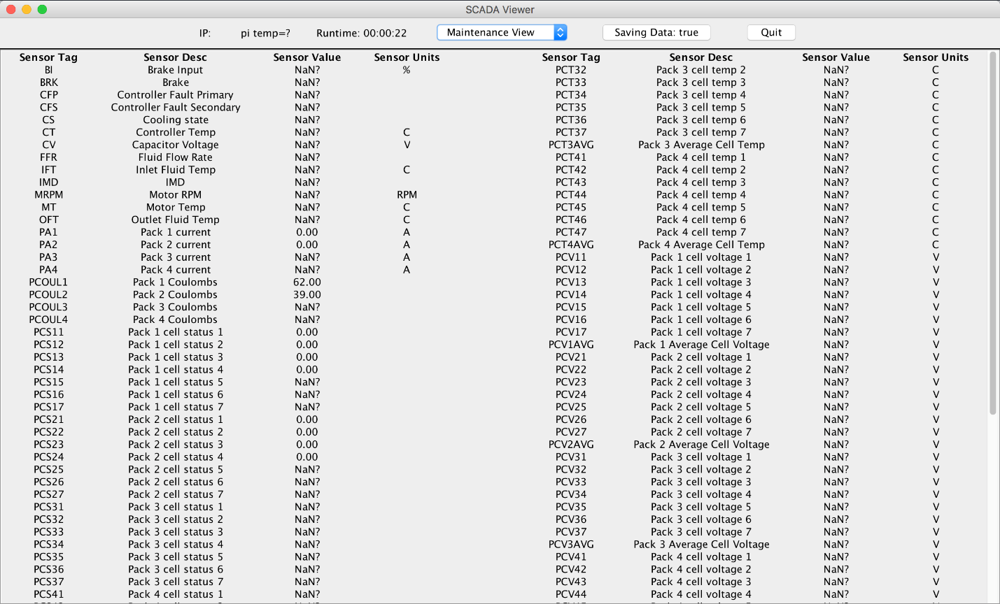 SCADA Viewer
IP: pi temp=? Runtime: 00:00:22 Maintenance View Saving Data: true Quit
Sensor Tag Sensor Desc Sensor Value Sensor Units Sensor Tag Sensor Desc Sensor Value Sensor Units
BI Brake Input NaN? % PCT32 Pack 3 cell temp 2 NaN? C
BRK Brake NaN? PCT33 Pack 3 cell temp 3 NaN? C
CFP Controller Fault Primary NaN? PCT34 Pack 3 cell temp 4 NaN? C
CFS Controller Fault Secondary NaN? PCT35 Pack 3 cell temp 5 NaN? C
CS Cooling state NaN? PCT36 Pack 3 cell temp 6 NaN? C
CT Controller Temp NaN? C PCT37 Pack 3 cell temp 7 NaN? C
CV Capacitor Voltage NaN? V PCT3AVG Pack 3 Average Cell Temp NaN? C
FFR Fluid Flow Rate NaN? PCT41 Pack 4 cell temp 1 NaN? C
IFT Inlet Fluid Temp NaN? C PCT42 Pack 4 cell temp 2 NaN? C
IMD IMD NaN? PCT43 Pack 4 cell temp 3 NaN? C
MRPM Motor RPM NaN? RPM PCT44 Pack 4 cell temp 4 NaN? C
MT Motor Temp NaN? C PCT45 Pack 4 cell temp 5 NaN? C
OFT Outlet Fluid Temp NaN? C PCT46 Pack 4 cell temp 6 NaN? C
PA1 Pack 1 current 0.00 A PCT47 Pack 4 cell temp 7 NaN? C
PA2 Pack 2 current 0.00 A PCT4AVG Pack 4 Average Cell Temp NaN? C
PA3 Pack 3 current NaN? A PCV11 Pack 1 cell voltage 1 NaN? V
PA4 Pack 4 current NaN? A PCV12 Pack 1 cell voltage 2 NaN? V
PCOUL1 Pack 1 Coulombs 62.00 PCV13 Pack 1 cell voltage 3 NaN? V
PCOUL2 Pack 2 Coulombs 39.00 PCV14 Pack 1 cell voltage 4 NaN? V
PCOUL3 Pack 3 Coulombs NaN? PCV15 Pack 1 cell voltage 5 NaN? V
PCOUL4 Pack 4 Coulombs NaN? PCV16 Pack 1 cell voltage 6 NaN? V
PCS11 Pack 1 cell status 1 0.00 PCV17 Pack 1 cell voltage 7 NaN? V
PCS12 Pack 1 cell status 2 0.00 PCV1AVG Pack 1 Average Cell Voltage NaN? V
PCS13 Pack 1 cell status 3 0.00 PCV21 Pack 2 cell voltage 1 NaN? V
PCS14 Pack 1 cell status 4 0.00 PCV22 Pack 2 cell voltage 2 NaN? V
PCS15 Pack 1 cell status 5 NaN? PCV23 Pack 2 cell voltage 3 NaN? V
PCS16 Pack 1 cell status 6 NaN? PCV24 Pack 2 cell voltage 4 NaN? V
PCS17 Pack 1 cell status 7 NaN? PCV25 Pack 2 cell voltage 5 NaN? V
PCS21 Pack 2 cell status 1 0.00 PCV26 Pack 2 cell voltage 6 NaN? V
PCS22 Pack 2 cell status 2 0.00 PCV27 Pack 2 cell voltage 7 NaN? V
PCS23 Pack 2 cell status 3 0.00 PCV2AVG Pack 2 Average Cell Voltage NaN? V
PCS24 Pack 2 cell status 4 0.00 PCV31 Pack 3 cell voltage 1 NaN? V
PCS25 Pack 2 cell status 5 NaN? PCV32 Pack 3 cell voltage 2 NaN? V
PCS26 Pack 2 cell status 6 NaN? PCV33 Pack 3 cell voltage 3 NaN? V
PCS27 Pack 2 cell status 7 NaN? PCV34 Pack 3 cell voltage 4 NaN? V
PCS31 Pack 3 cell status 1 NaN? PCV35 Pack 3 cell voltage 5 NaN? V
PCS32 Pack 3 cell status 2 NaN? PCV36 Pack 3 cell voltage 6 NaN? V
PCS33 Pack 3 cell status 3 NaN? PCV37 Pack 3 cell voltage 7 NaN? V
PCS34 Pack 3 cell status 4 NaN? PCV3AVG Pack 3 Average Cell Voltage NaN? V
PCS35 Pack 3 cell status 5 NaN? PCV41 Pack 4 cell voltage 1 NaN? V
PCS36 Pack 3 cell status 6 NaN? PCV42 Pack 4 cell voltage 2 NaN? V
PCS37 Pack 3 cell status 7 NaN? PCV43 Pack 4 cell voltage 3 NaN? V
PCS41 Pack 4 cell status 1 NaN? PCV44 Pack 4 cell voltage 4 NaN? V